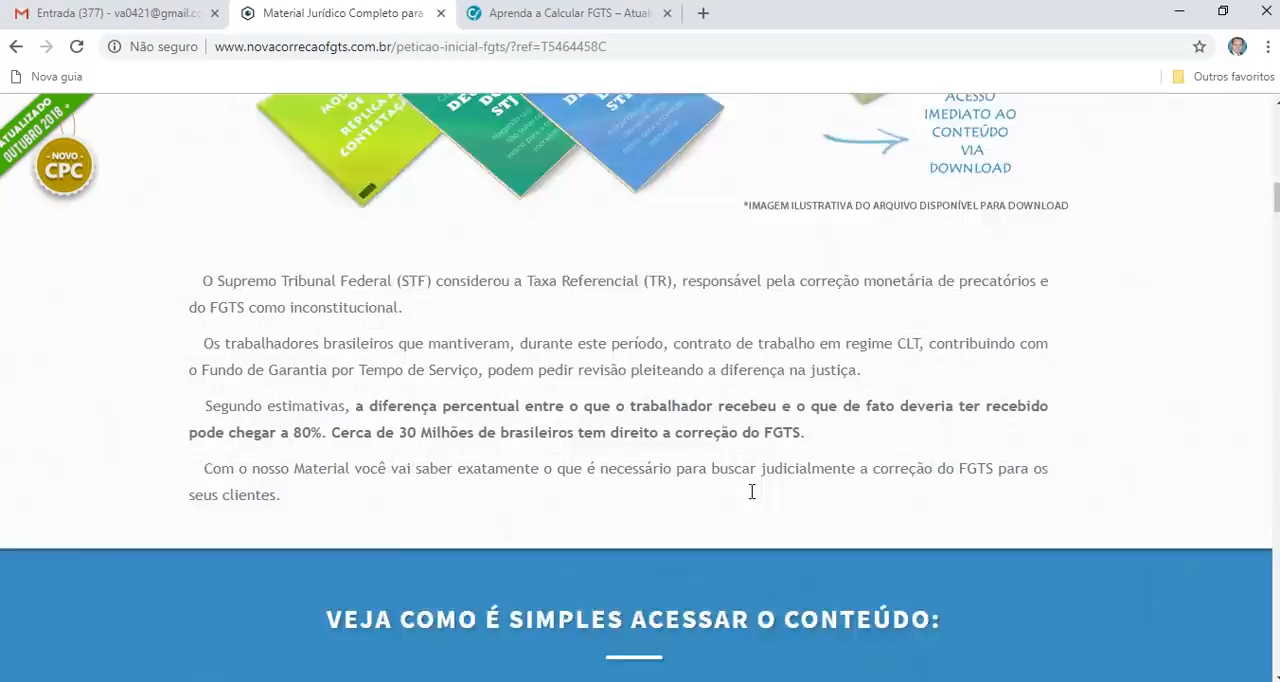 Entrada (377) - va0421@gmail.cc
Material Jurídico Completo para
Aprenda a Calcular FGTS – Atual
Não seguro
www.novacorrecaofgts.com.br/peticao-inicial-fgts/?ref=T5464458C
Nova guia
Outros favoritos
ATUALIZADO
OUTUBRO 2018
- NOVO -
CPC
MODELO
DE
RÉPLICA À
CONTESTAÇÃO
DO
STJ
ACESSO
IMEDIATO AO
CONTEÚDO
VIA
DOWNLOAD
*IMAGEM ILUSTRATIVA DO ARQUIVO DISPONÍVEL PARA DOWNLOAD
O Supremo Tribunal Federal (STF) considerou a Taxa Referencial (TR), responsável pela correção monetária de precatórios e
do FGTS como inconstitucional.
Os trabalhadores brasileiros que mantiveram, durante este período, contrato de trabalho em regime CLT, contribuindo com
o Fundo de Garantia por Tempo de Serviço, podem pedir revisão pleiteando a diferença na justiça.
Segundo estimativas, a diferença percentual entre o que o trabalhador recebeu e o que de fato deveria ter recebido
pode chegar a 80%. Cerca de 30 Milhões de brasileiros tem direito a correção do FGTS.
Com o nosso Material você vai saber exatamente o que é necessário para buscar judicialmente a correção do FGTS para os
seus clientes.
VEJA COMO É SIMPLES ACESSAR O CONTEÚDO: